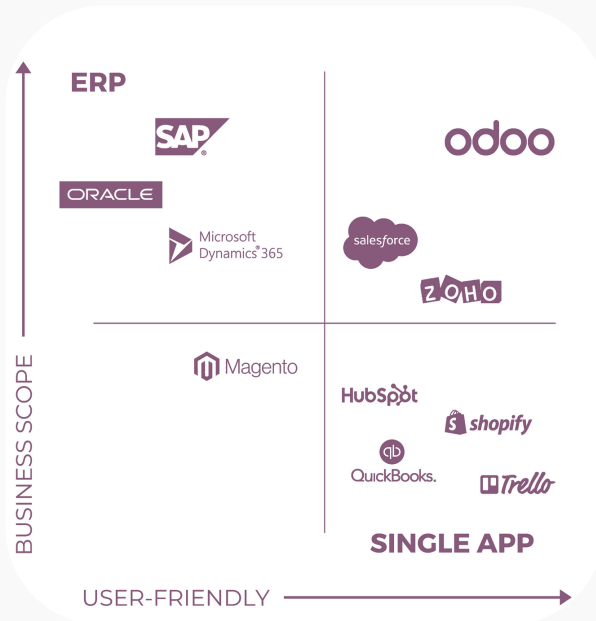 ERP
SAP®
odoo
ORACLE
salesforce
Microsoft
Dynamics® 365
ZOHO
Magento
HubSpot
shopify
qb
QuickBooks.
Trello
SINGLE APP
BUSINESS SCOPE
USER-FRIENDLY